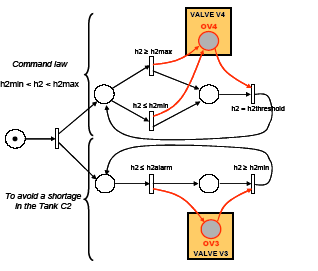 VALVE V4
OV4
h2 ≥ h2max
Command law
h2min < h2 < h2max
h2 ≤ h2min
h2 = h2threshold
h2 ≤ h2alarm
h2 ≥ h2min
To avoid a shortage
in the Tank C2
OV3
VALVE V3